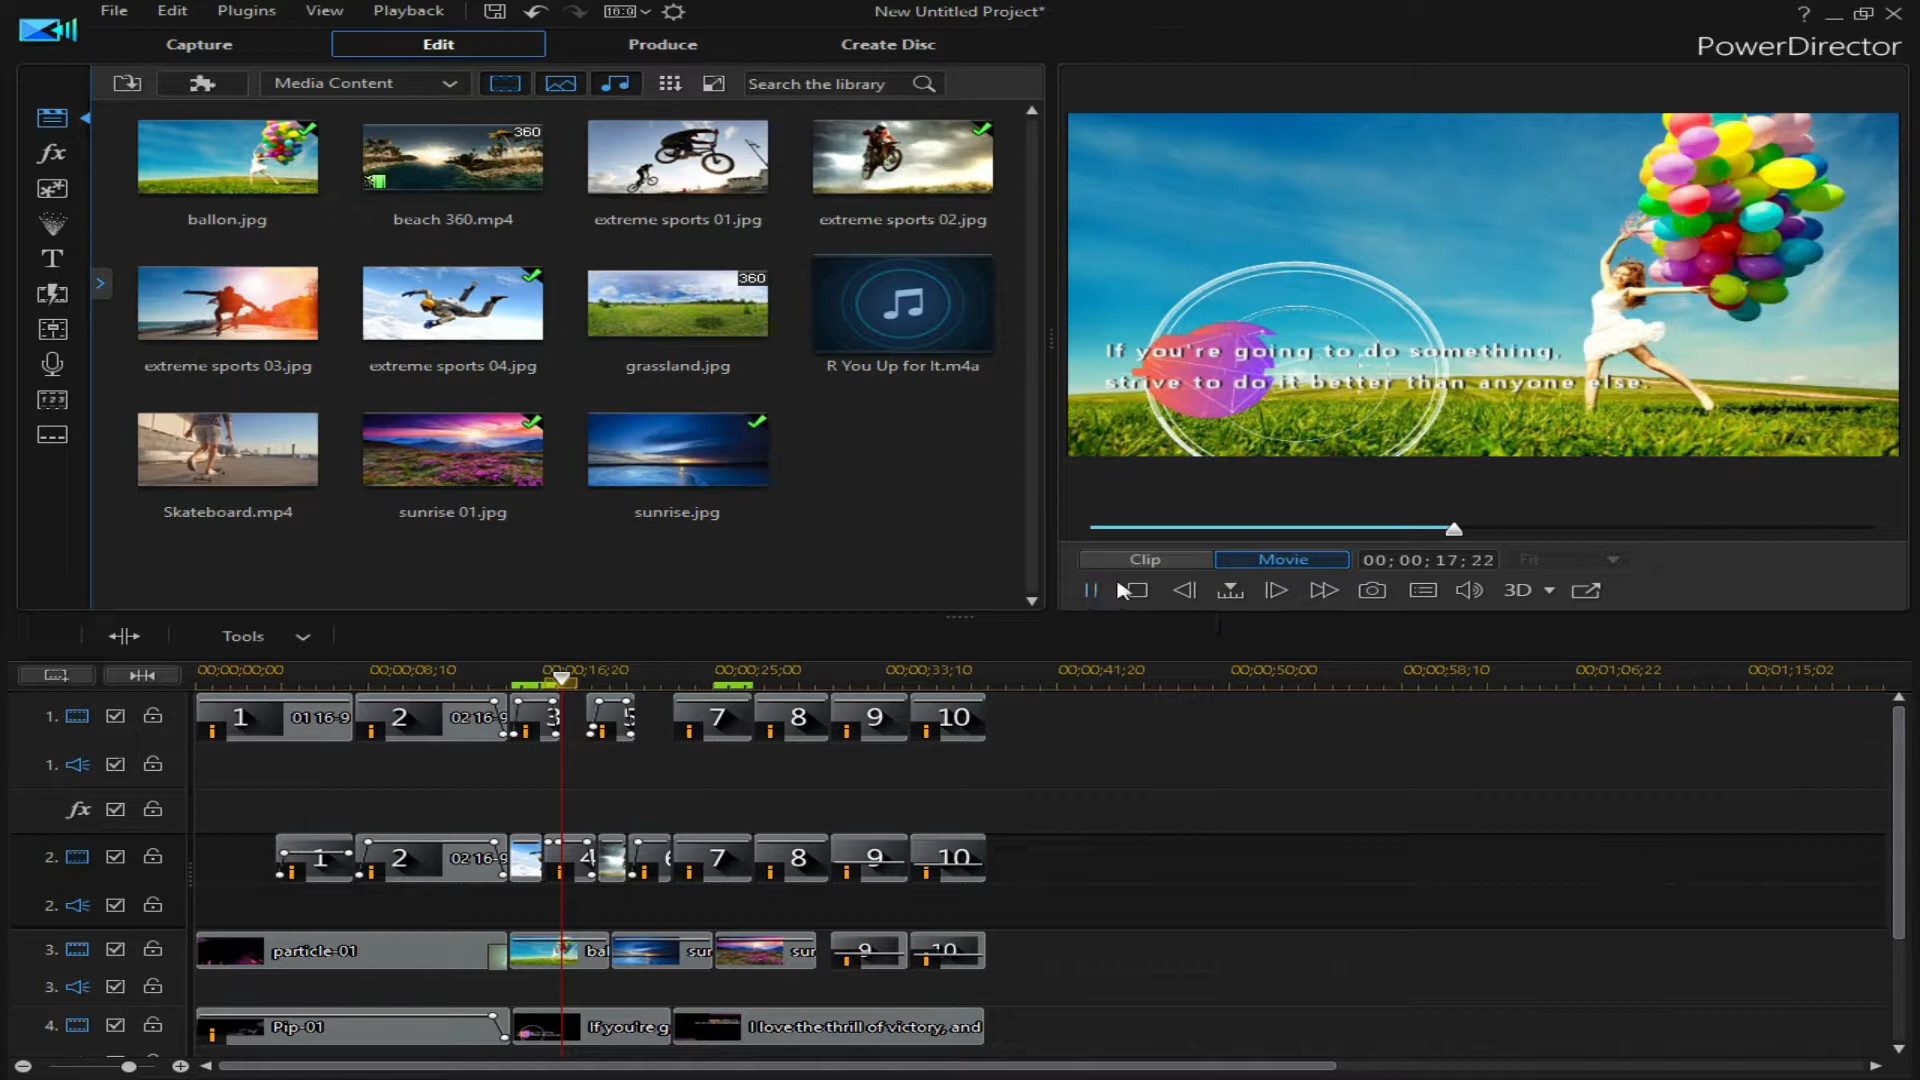 File Edit Plugins View Playback 16:9 New Untitled Project* ?
Capture Edit Produce Create Disc PowerDirector
Media Content Search the library
360
ballon.jpg beach 360.mp4 extreme sports 01.jpg extreme sports 02.jpg
fx
T
360
extreme sports 03.jpg extreme sports 04.jpg grassland.jpg R You Up for It.m4a
If you're going to do something,
strive to do it better than anyone else.
Skateboard.mp4 sunrise 01.jpg sunrise.jpg
Clip Movie 00;00;17;22 Fit
3D
Tools
00;00;00;00 00;00;08;10 00;00;16;20 00;00;25;00 00;00;33;10 00;00;41;20 00;00;50;00 00;00;58;10 00;01;06;22 00;01;15;02
1. 1 01 16-9 2 02 16-9 3 5 7 8 9 10
1.
fx
2. 1 2 02 16-9 4 6 7 8 9 10
2.
3. particle-01 bal sur sur 9 10
3.
4. Pip-01 If you're g I love the thrill of victory, and